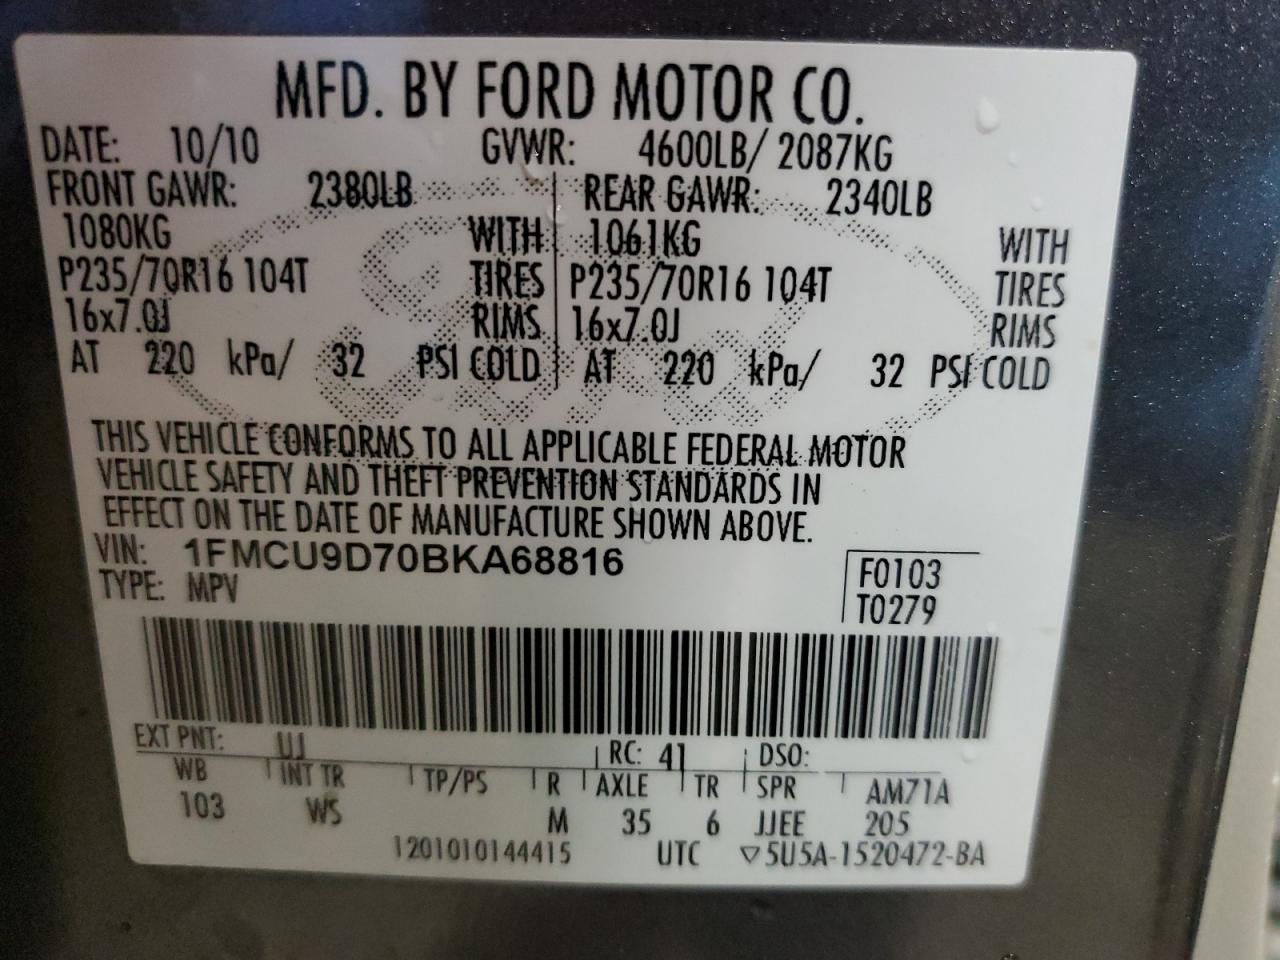 MFD. BY FORD MOTOR CO.
DATE: 10/10 GVWR: 4600LB/ 2087KG
FRONT GAWR: 2380LB REAR GAWR: 2340LB
1080KG WITH 1061KG WITH
P235/70R16 104T TIRES P235/70R16 104T TIRES
16x7.0J RIMS 16x7.0J RIMS
AT 220 kPa/ 32 PSI COLD AT 220 kPa/ 32 PSI COLD
THIS VEHICLE CONFORMS TO ALL APPLICABLE FEDERAL MOTOR
VEHICLE SAFETY AND THEFT PREVENTION STANDARDS IN
EFFECT ON THE DATE OF MANUFACTURE SHOWN ABOVE.
VIN: 1FMCU9D70BKA68816
TYPE: MPV
F0103
T0279
EXT PNT: UJ RC: 41 DSO:
WB INT TR TP/PS R AXLE TR SPR AM71A
103 WS M 35 6 JJEE 205
1201010144415 UTC ▽5U5A-1520472-BA